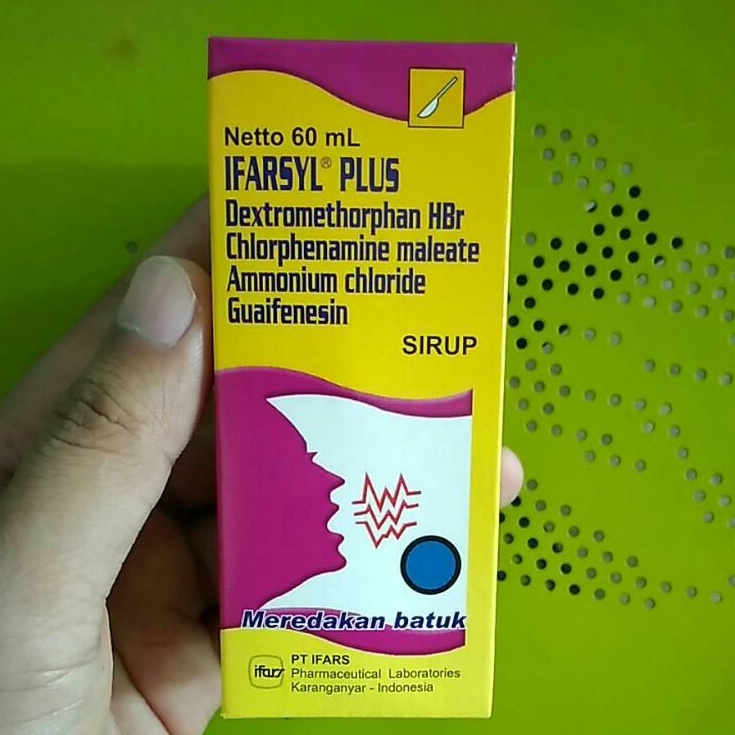 Netto 60 mL
IFARSYL® PLUS
Dextromethorphan HBr
Chlorphenamine maleate
Ammonium chloride
Guaifenesin
SIRUP
Meredakan batuk
ifars
PT IFARS
Pharmaceutical Laboratories
Karanganyar - Indonesia